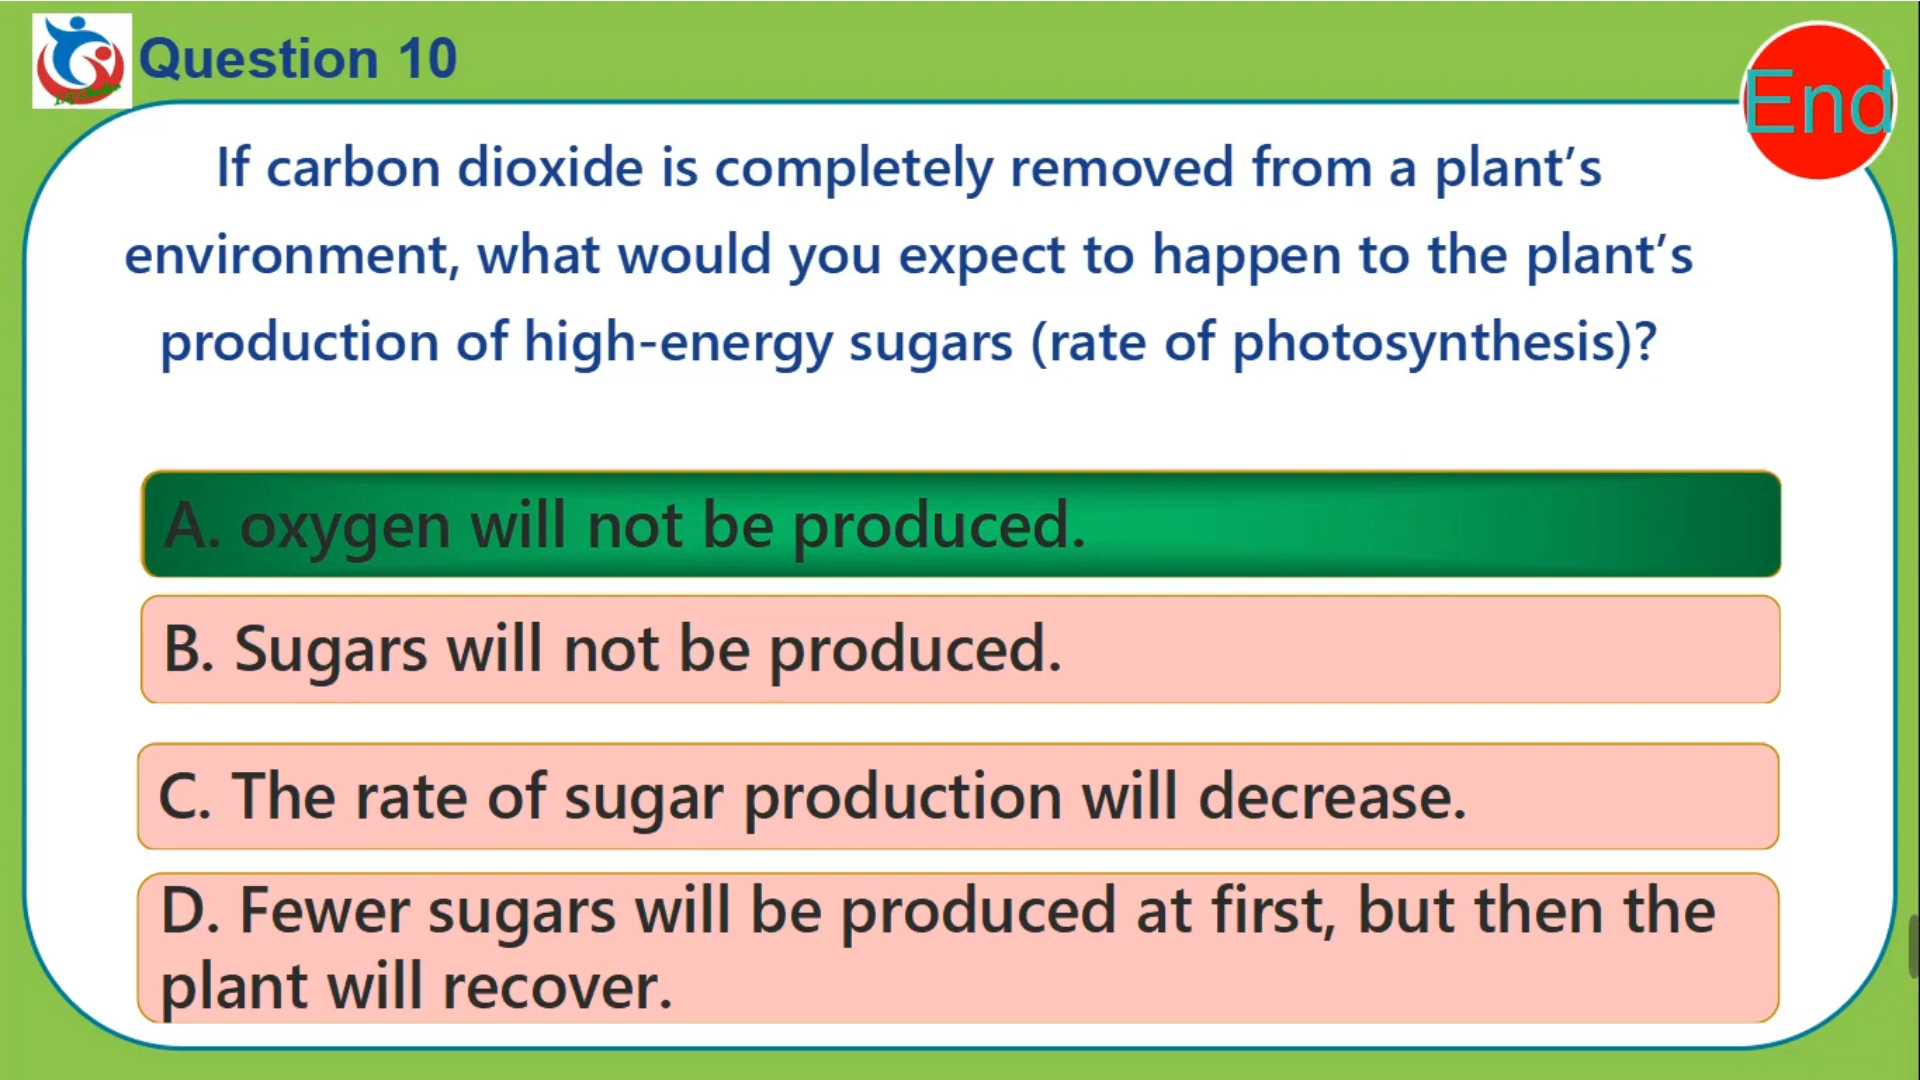 Question 10
End
If carbon dioxide is completely removed from a plant’s
environment, what would you expect to happen to the plant’s
production of high-energy sugars (rate of photosynthesis)?
A. oxygen will not be produced.
B. Sugars will not be produced.
C. The rate of sugar production will decrease.
D. Fewer sugars will be produced at first, but then the
plant will recover.